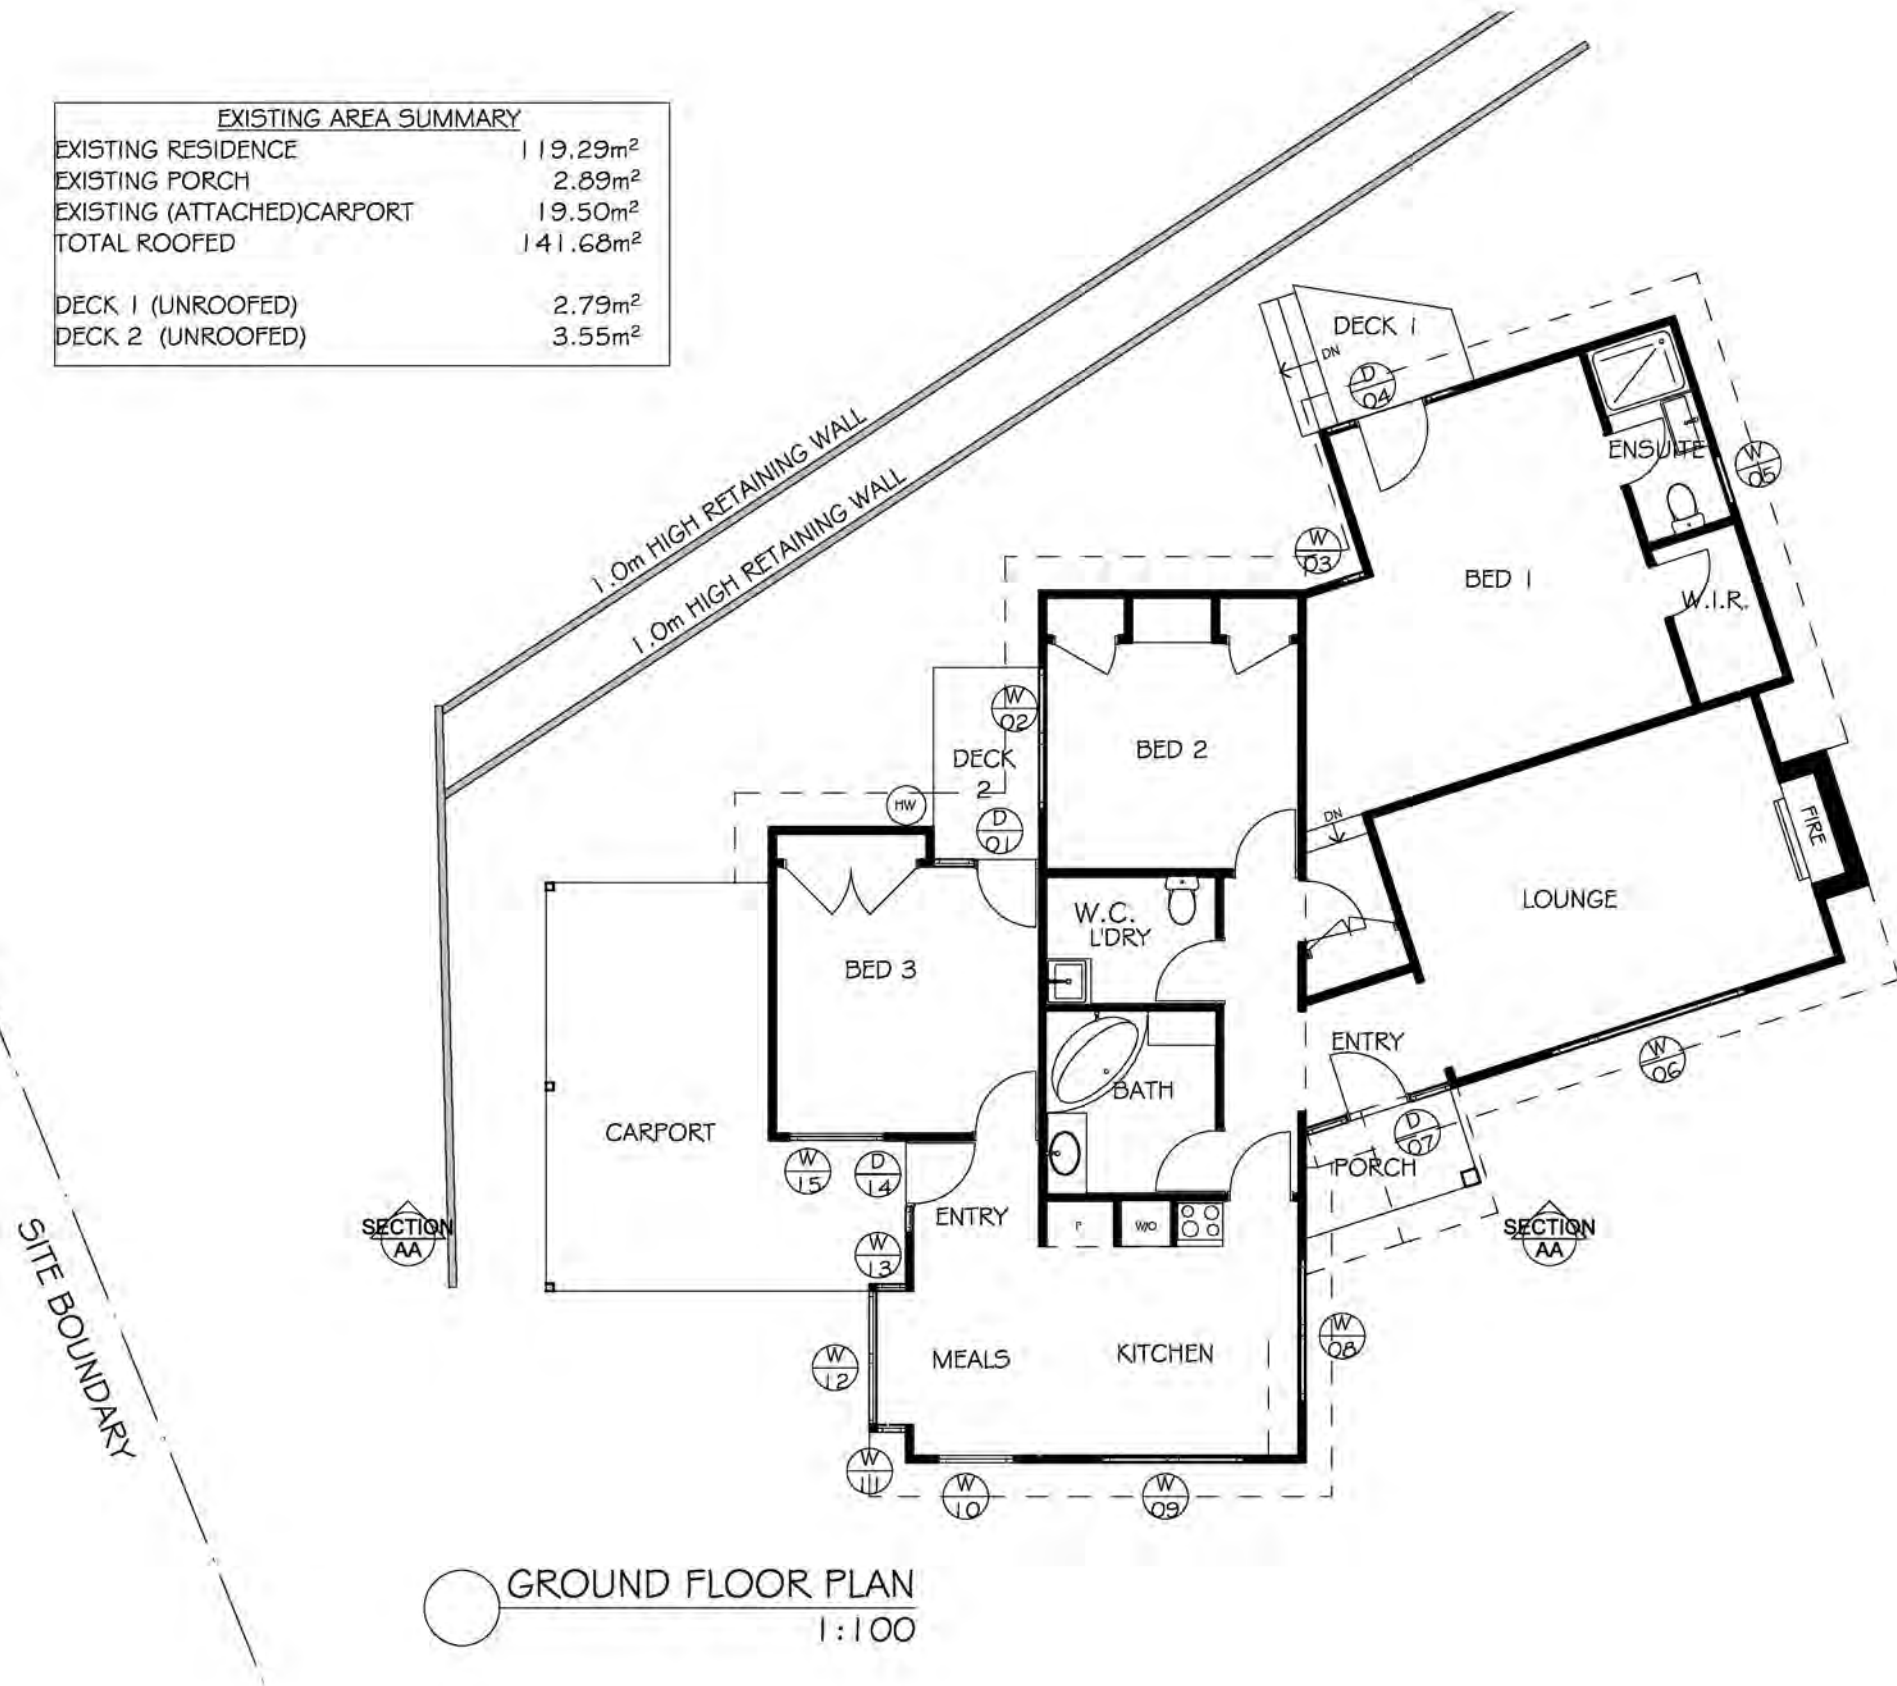 EXISTING AREA SUMMARY
EXISTING RESIDENCE 119.29m²
EXISTING PORCH 2.89m²
EXISTING (ATTACHED)CARPORT 19.50m²
TOTAL ROOFED 141.68m²
DECK 1 (UNROOFED) 2.79m²
DECK 2 (UNROOFED) 3.55m²
1.0m HIGH RETAINING WALL
1.0m HIGH RETAINING WALL
DECK 1
DN
D
04
ENSUITE
W
05
W
03
BED 1
W.I.R.
W
02
BED 2
DECK
2
HW
D
01
DN
FIRE
LOUNGE
W.C.
L'DRY
BED 3
ENTRY
W
06
BATH
CARPORT
D
07
PORCH
W
15
D
14
ENTRY
P
W/O
SECTION
AA
SECTION
AA
W
13
W
08
MEALS
KITCHEN
W
12
W
11
W
10
W
09
SITE BOUNDARY
GROUND FLOOR PLAN
1:100